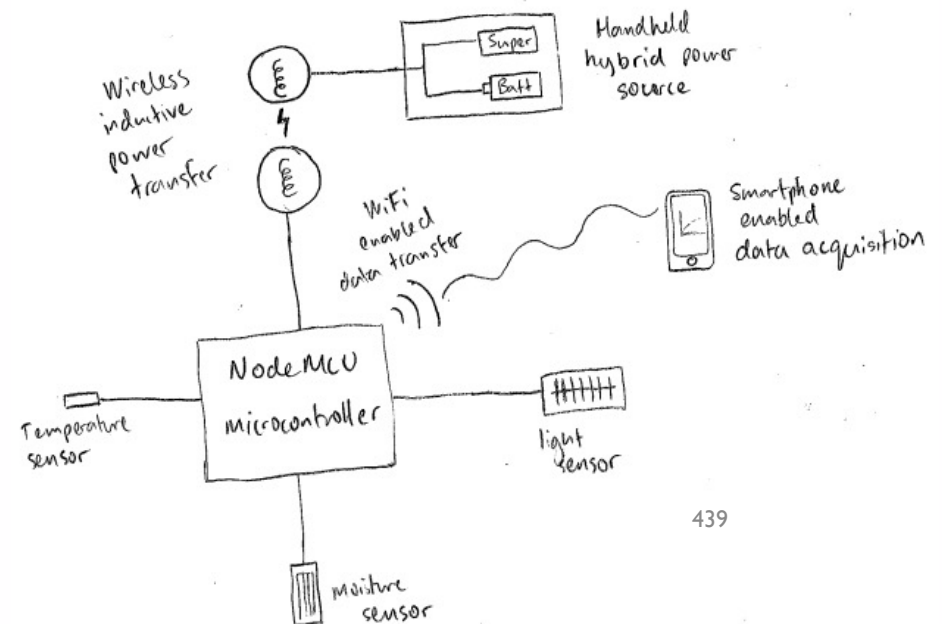 Wireless
inductive
power
transfer
Super
Batt
Handheld
hybrid power
source
WiFi
enabled
data transfer
Smartphone
enabled
data acquisition
NodeMCU
microcontroller
Temperature
sensor
light
sensor
439
Moisture
sensor